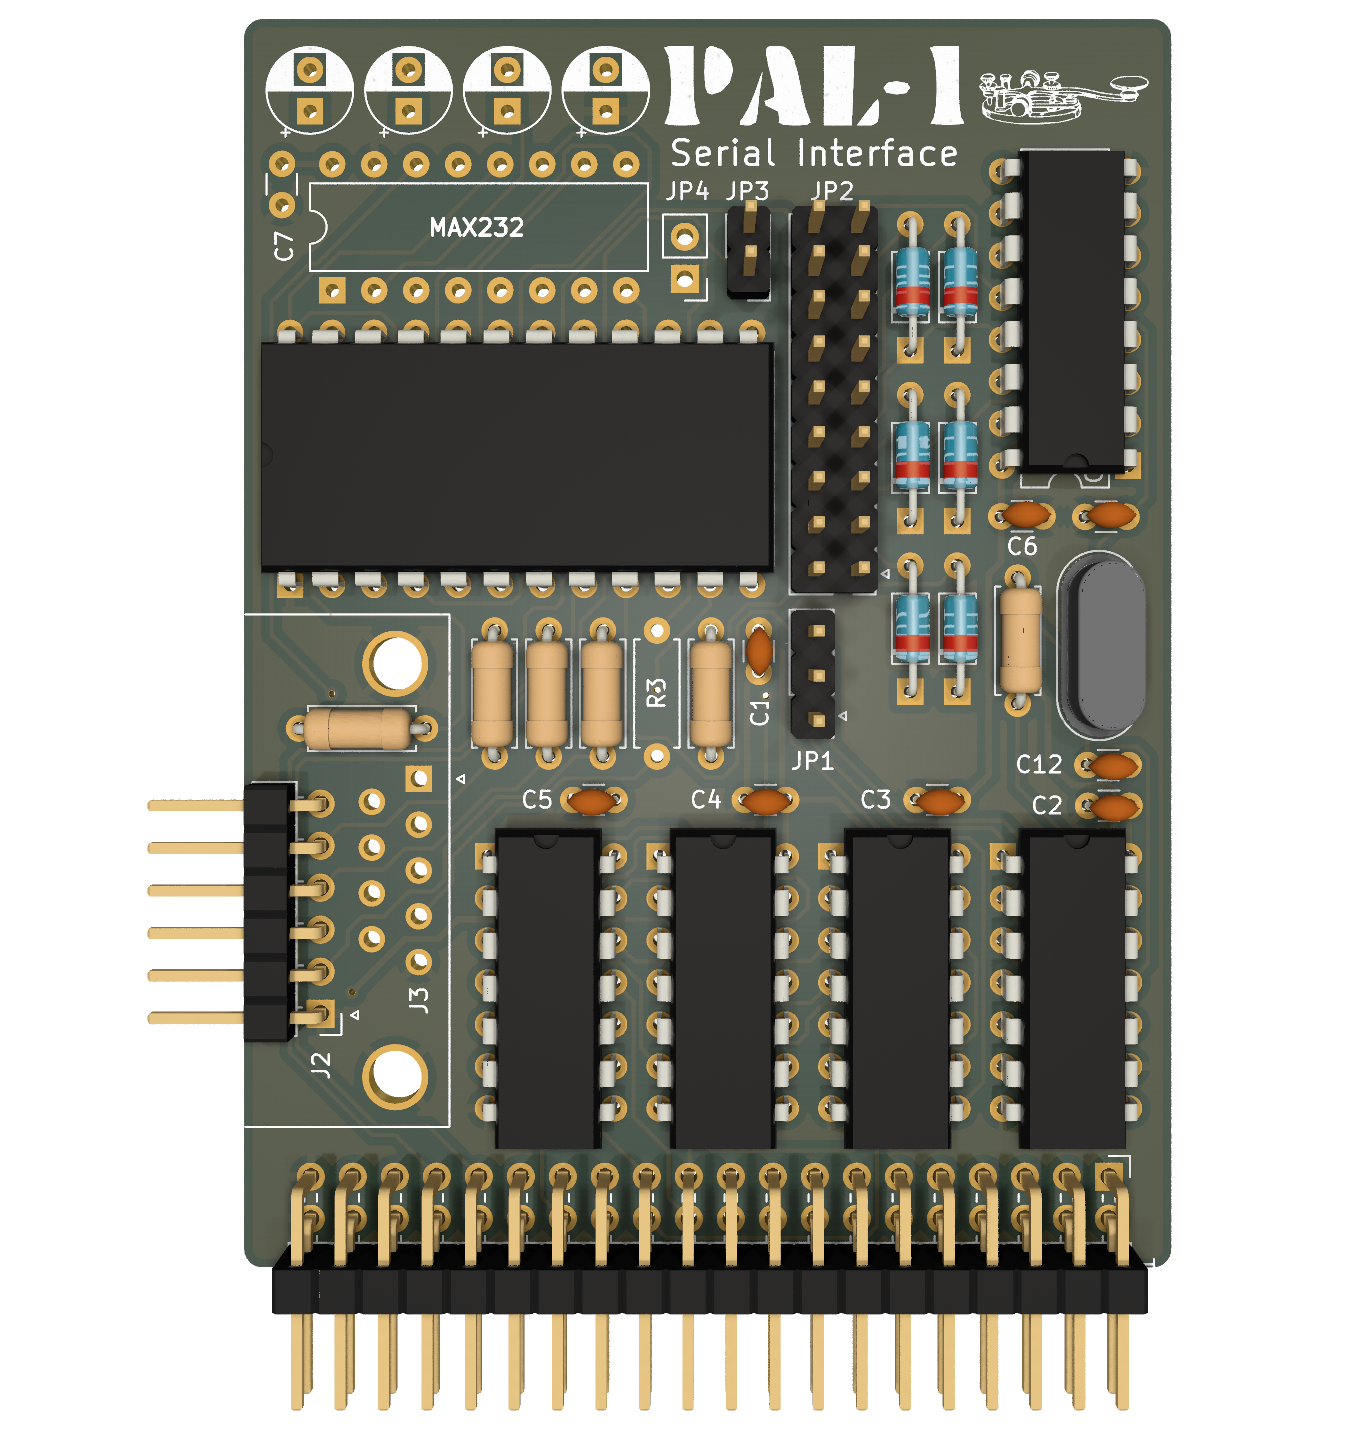 PAL-1
Serial Interface
JP4 JP3 JP2
MAX232
C7
C6
R3
C1
JP1
C12
C5 C4 C3 C2
J3
J2